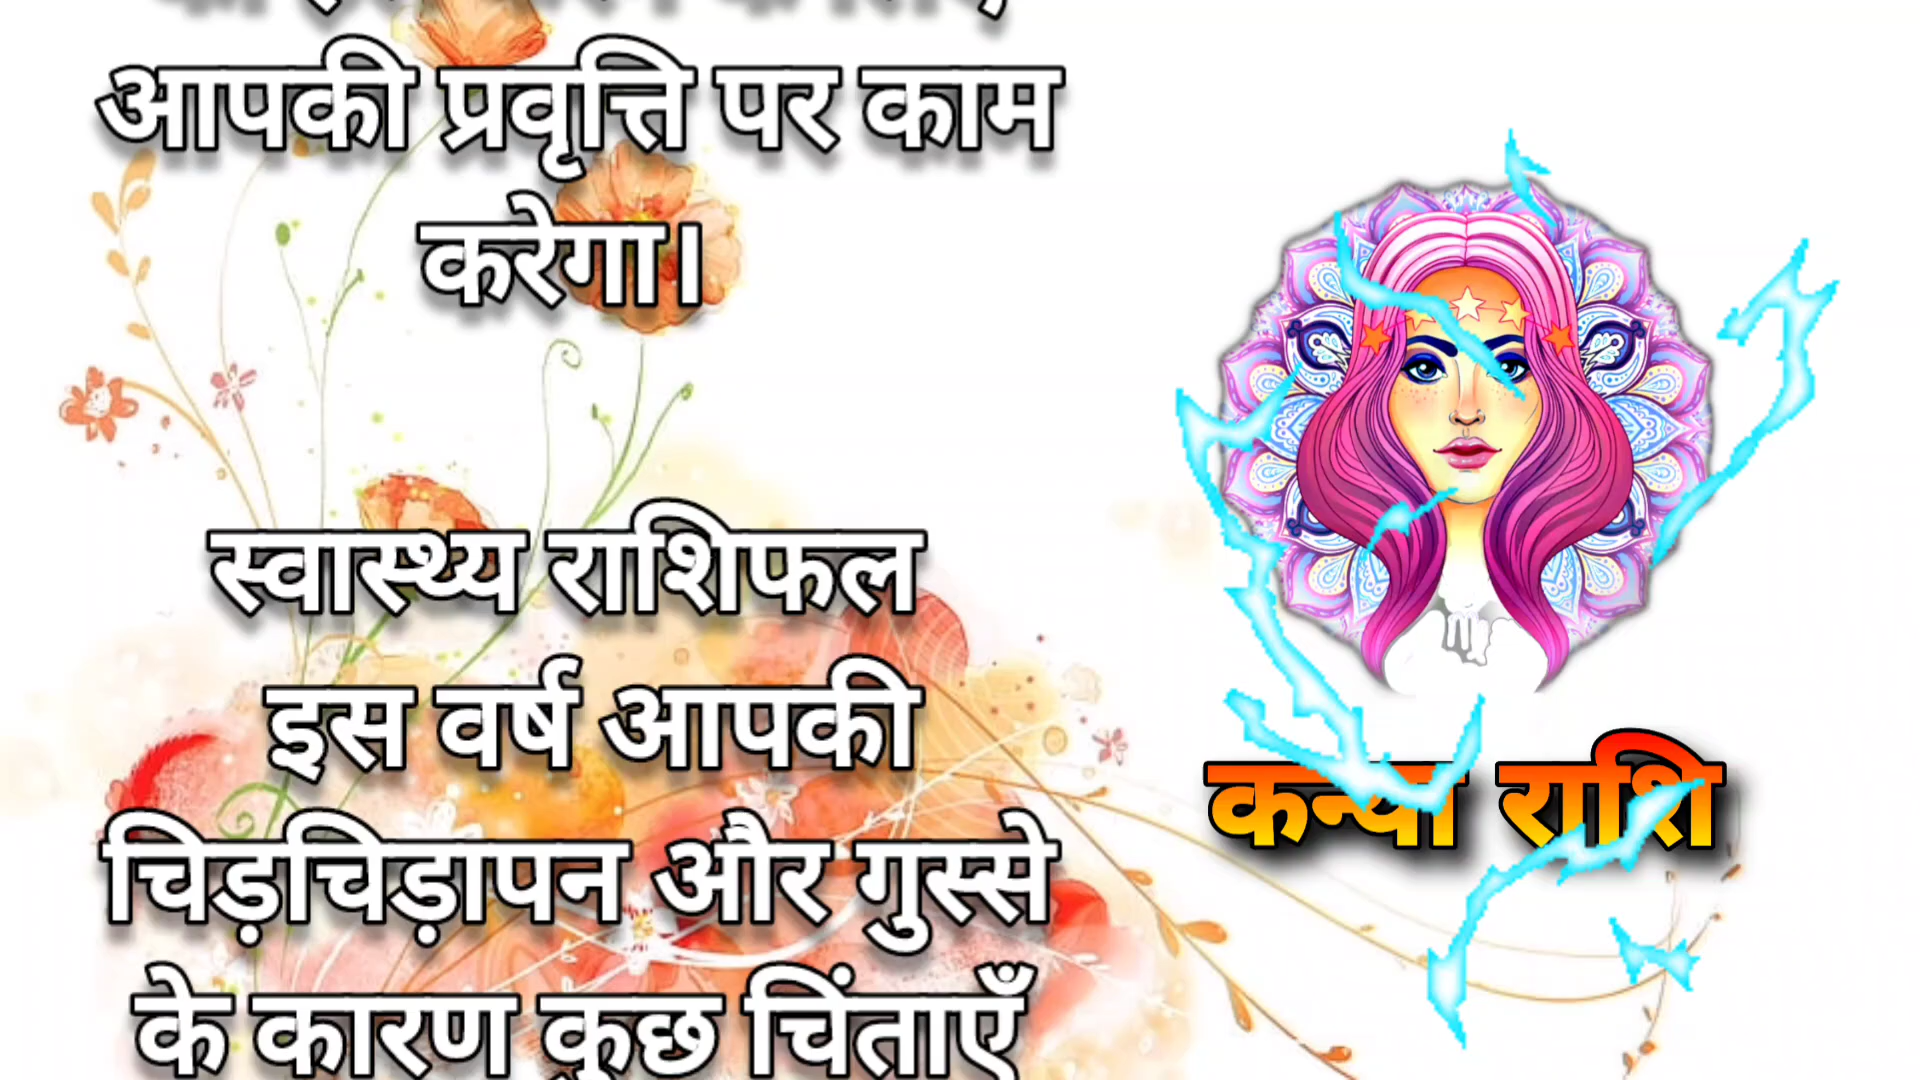 आपकी प्रवृत्ति पर काम
करेगा।
स्वास्थ्य राशिफल
इस वर्ष आपकी
चिड़चिड़ापन और गुस्से
के कारण कुछ चिंताएँ
कन्या राशि